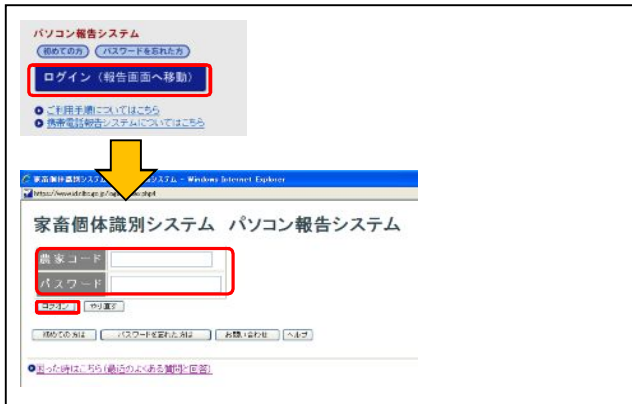 パソコン報告システム
初めての方 パスワードを忘れた方
ログイン（報告画面へ移動）
ご利用手順についてはこちら
携帯電話報告システムについてはこちら
家畜個体識別システム - Windows Internet Explorer
家畜個体識別システム パソコン報告システム
農家コード
パスワード
ログイン やり直す
初めての方は パスワードを忘れた方は お問い合わせ ヘルプ
困った時はこちら(最近のよくある質問と回答)